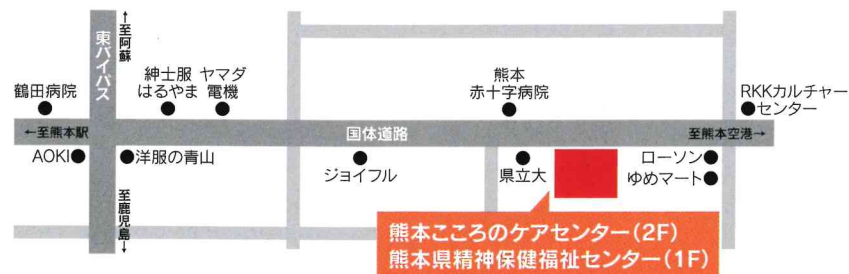 東バイパス
←至阿蘇
鶴田病院
紳士服
はるやま
ヤマダ
電機
熊本
赤十字病院
RKKカルチャー
センター
←至熊本駅
国体道路
至熊本空港→
AOKI
洋服の青山
ジョイフル
県立大
ローソン
ゆめマート
至鹿児島→
熊本こころのケアセンター(2F)
熊本県精神保健福祉センター(1F)